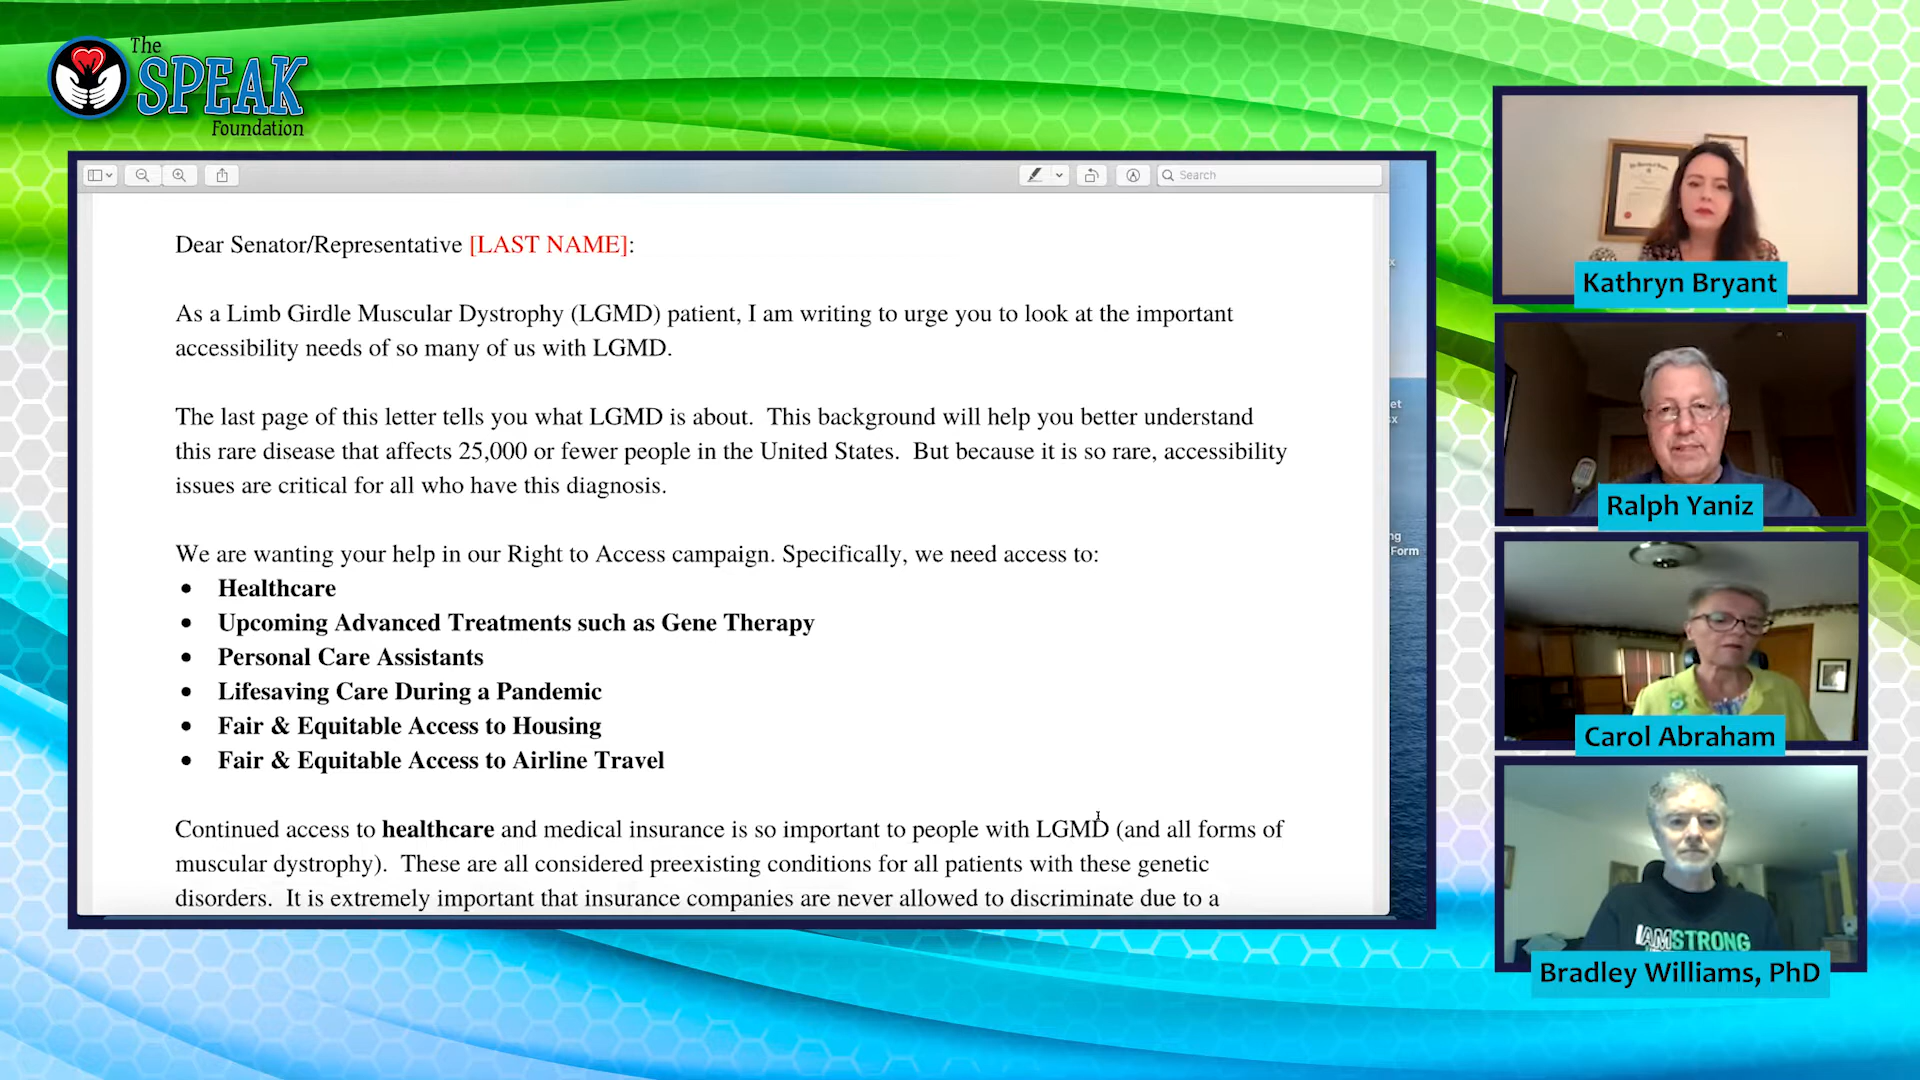 The
SPEAK
Foundation
Search
Dear Senator/Representative [LAST NAME]:
As a Limb Girdle Muscular Dystrophy (LGMD) patient, I am writing to urge you to look at the important
accessibility needs of so many of us with LGMD.
The last page of this letter tells you what LGMD is about.  This background will help you better understand
this rare disease that affects 25,000 or fewer people in the United States.  But because it is so rare, accessibility
issues are critical for all who have this diagnosis.
We are wanting your help in our Right to Access campaign. Specifically, we need access to:
• Healthcare
• Upcoming Advanced Treatments such as Gene Therapy
• Personal Care Assistants
• Lifesaving Care During a Pandemic
• Fair & Equitable Access to Housing
• Fair & Equitable Access to Airline Travel
Continued access to healthcare and medical insurance is so important to people with LGMD (and all forms of
muscular dystrophy).  These are all considered preexisting conditions for all patients with these genetic
disorders.  It is extremely important that insurance companies are never allowed to discriminate due to a
Form
Kathryn Bryant
Ralph Yaniz
Carol Abraham
I AM STRONG
Bradley Williams, PhD